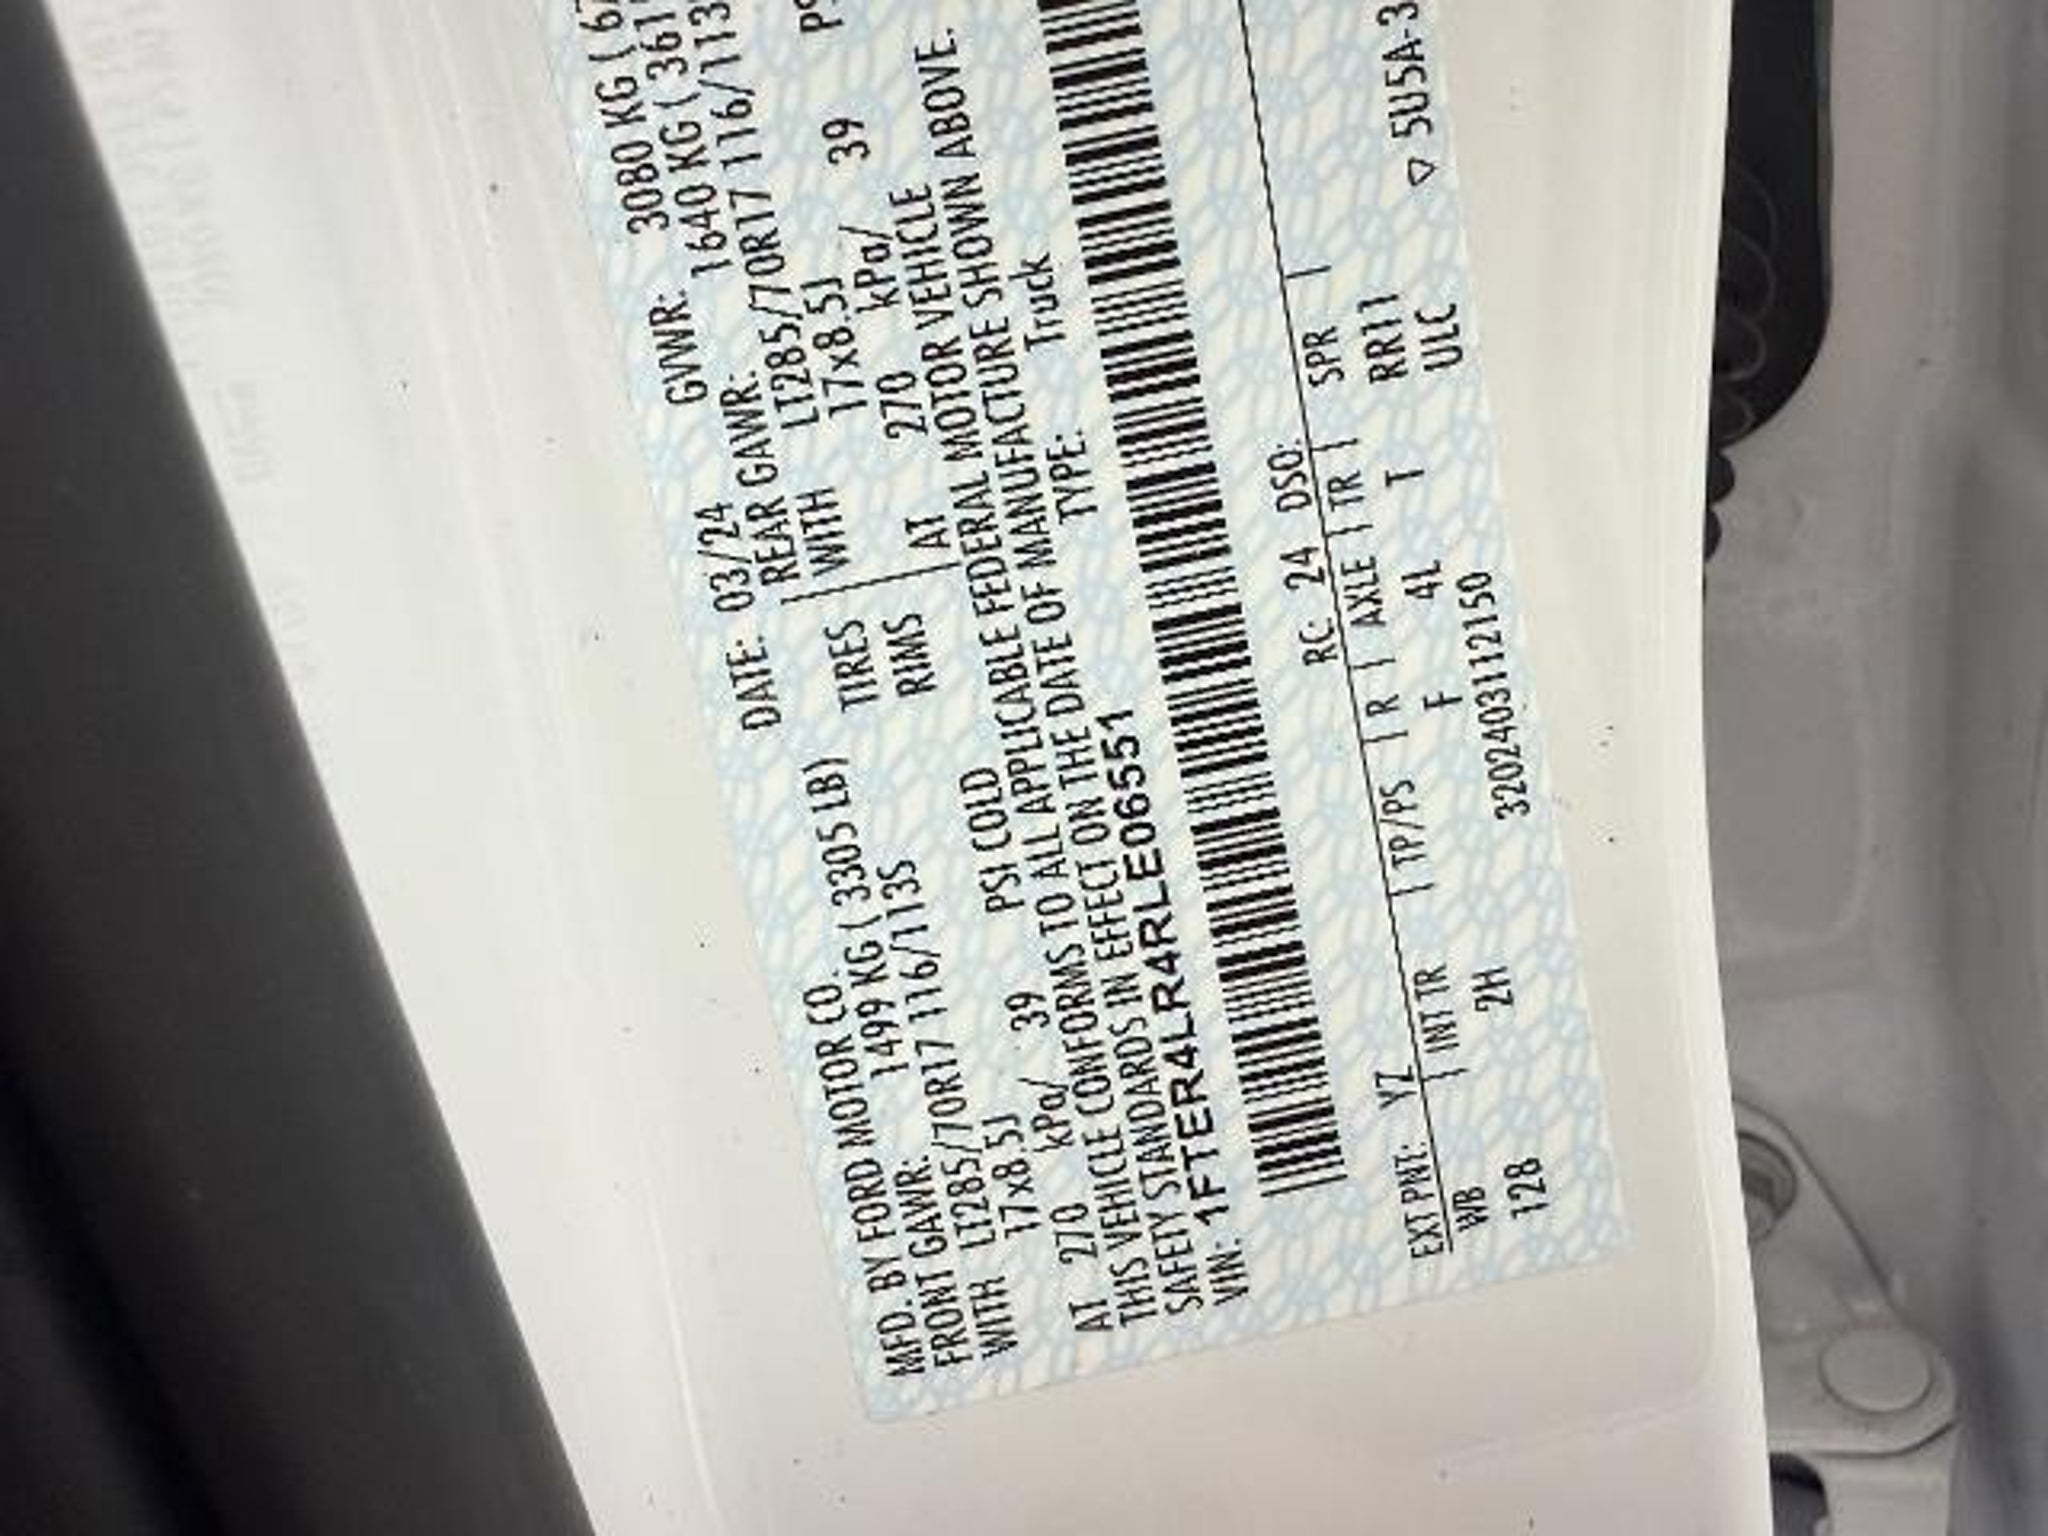 MFD. BY FORD MOTOR CO. DATE: 03/24 GVWR: 3080 KG (
FRONT GAWR: 1499 KG ( 3305 LB) REAR GAWR: 1640 KG ( 361
WITH LT285/70R17 116/113S TIRES WITH LT285/70R17 116/113
17x8.5J RIMS 17x8.5J
AT 270 kPa/ 39 PSI COLD AT 270 kPa/ 39
THIS VEHICLE CONFORMS TO ALL APPLICABLE FEDERAL MOTOR VEHICLE
SAFETY STANDARDS IN EFFECT ON THE DATE OF MANUFACTURE SHOWN ABOVE.
VIN: 1FTER4LR4RLE06551 TYPE: Truck
EXT PNT: YZ RC: 24 DSO:
WB | INT TR | TP/PS | R | AXLE | TR | SPR |
128 2H F 4L T RR11
3202403112150 ULC
▽ 5U5A-3